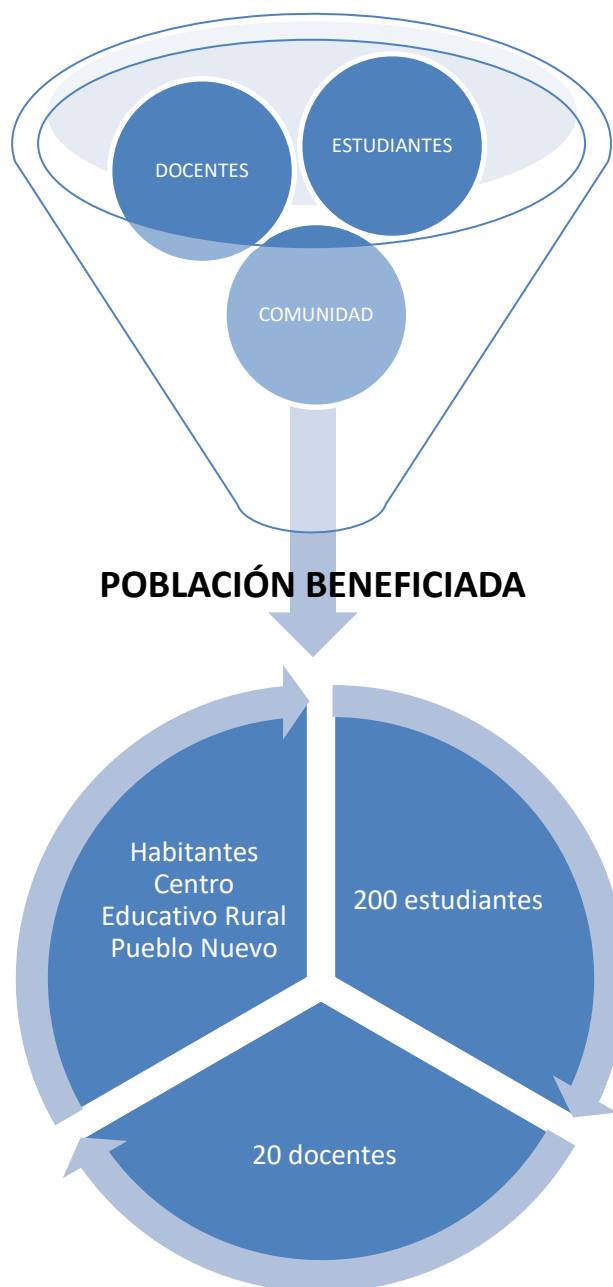 DOCENTES
ESTUDIANTES
COMUNIDAD
POBLACIÓN BENEFICIADA
Habitantes
Centro
Educativo Rural
Pueblo Nuevo
200 estudiantes
20 docentes